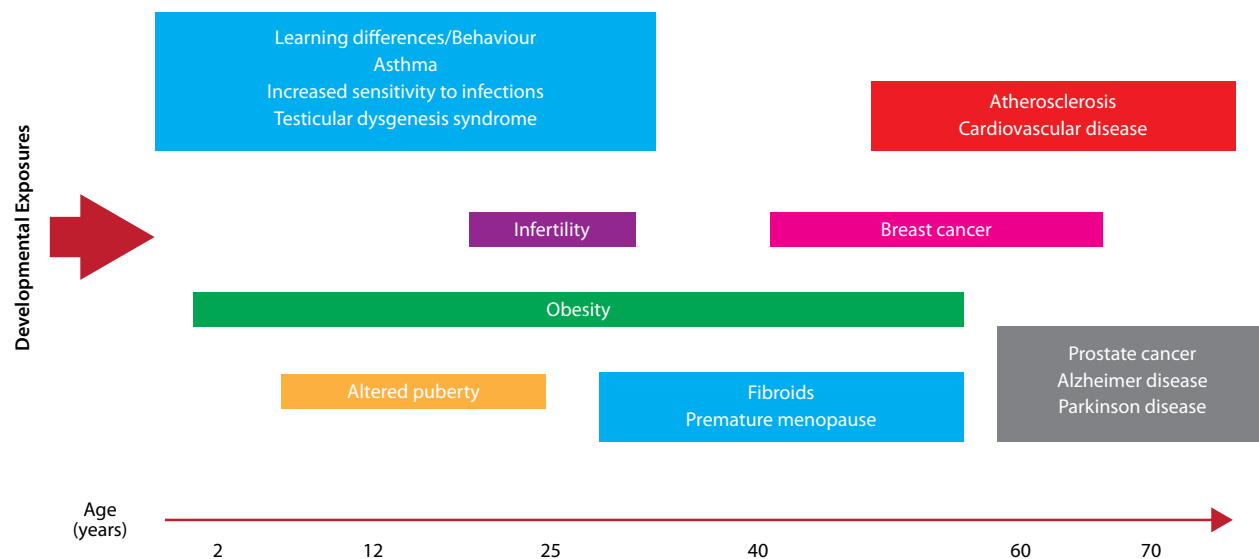 Learning differences/Behaviour
Asthma
Increased sensitivity to infections
Testicular dysgenesis syndrome
Atherosclerosis
Cardiovascular disease
Developmental Exposures
Infertility
Breast cancer
Obesity
Altered puberty
Fibroids
Premature menopause
Prostate cancer
Alzheimer disease
Parkinson disease
Age
(years)
2 12 25 40 60 70